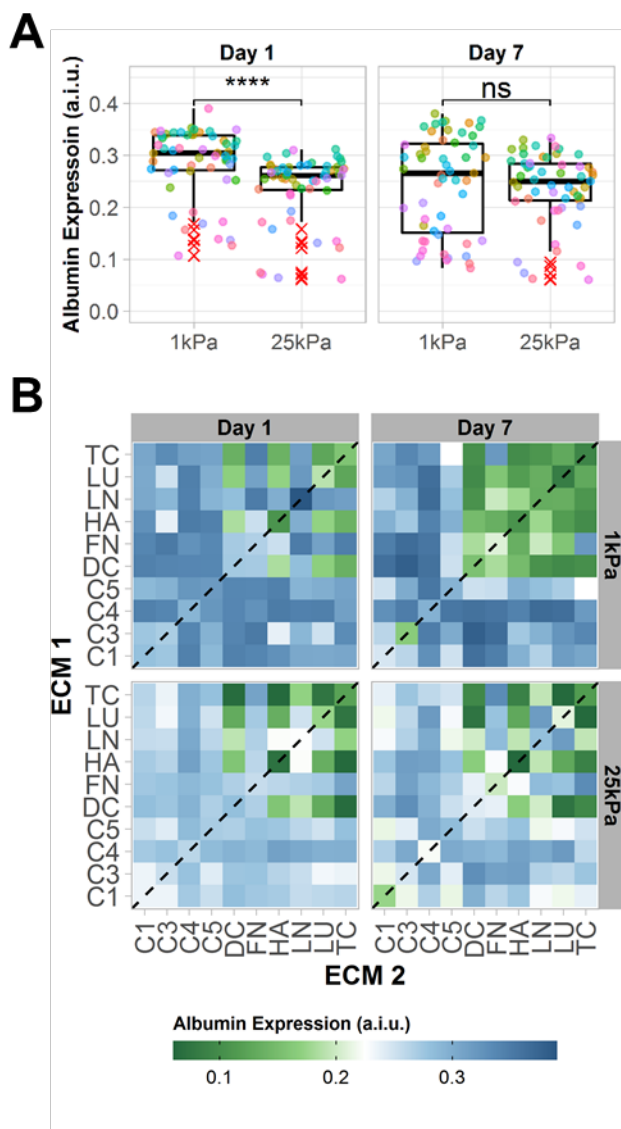 A
Day 1
Day 7
Albumin Expressoin (a.i.u.)
0.4
0.3
0.2
0.1
0.0
****
ns
1kPa
25kPa
1kPa
25kPa
B
Day 1
Day 7
ECM 1
TC
LU
LN
HA
FN
DC
C5
C4
C3
C1
1kPa
TC
LU
LN
HA
FN
DC
C5
C4
C3
C1
25kPa
C1
C3
C4
C5
DC
FN
HA
LN
LU
TC
C1
C3
C4
C5
DC
FN
HA
LN
LU
TC
ECM 2
Albumin Expression (a.i.u.)
0.1
0.2
0.3